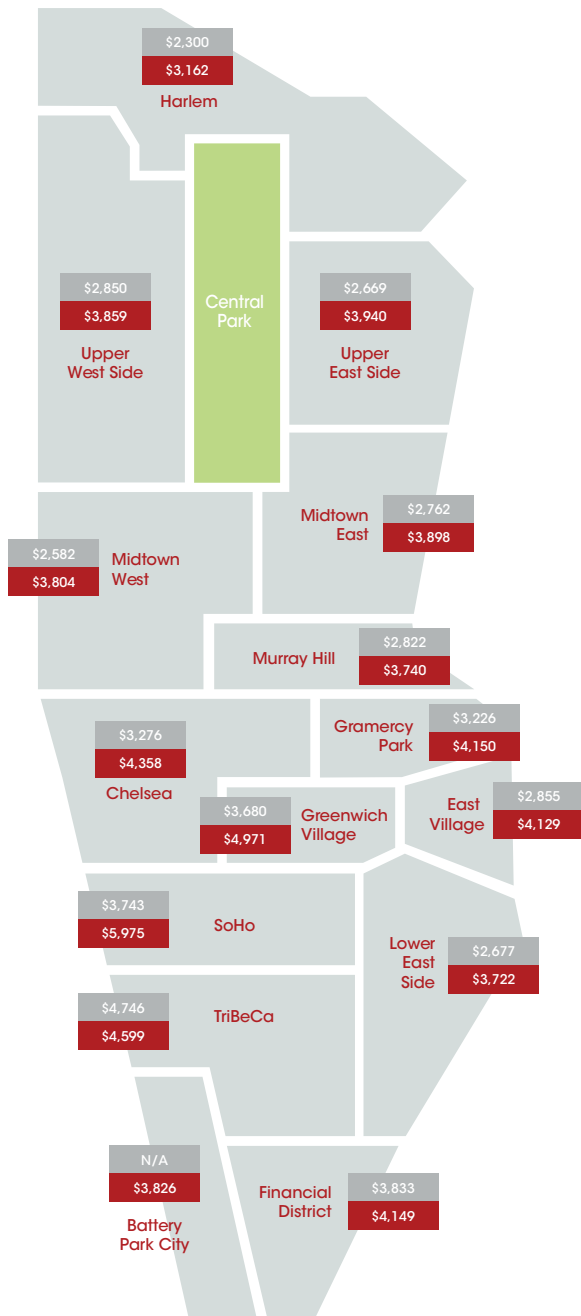 $2,300
$3,162
Harlem
$2,850
$3,859
Upper
West Side
Central
Park
$2,669
$3,940
Upper
East Side
Midtown
East
$2,762
$3,898
$2,582
$3,804
Midtown
West
Murray Hill
$2,822
$3,740
$3,276
$4,358
Chelsea
Gramercy
Park
$3,226
$4,150
$3,680
$4,971
Greenwich
Village
East
Village
$2,855
$4,129
$3,743
$5,975
SoHo
Lower
East
Side
$2,677
$3,722
$4,746
$4,599
TriBeCa
N/A
$3,826
Battery
Park City
Financial
District
$3,833
$4,149